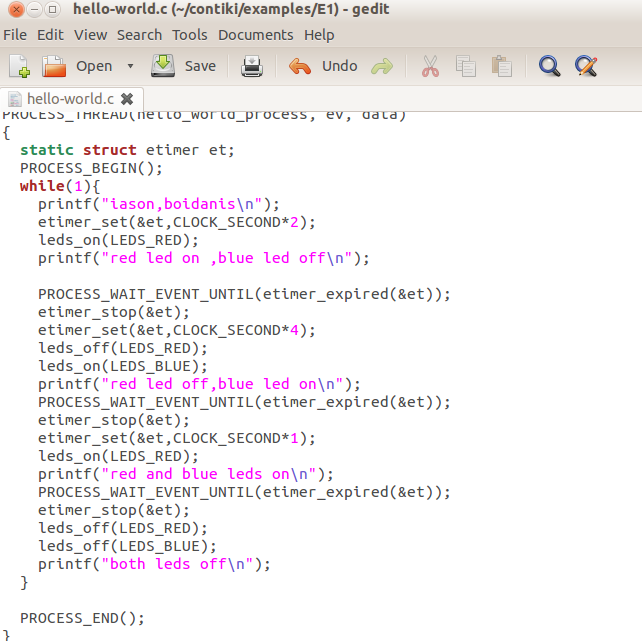 hello-world.c (~/contiki/examples/E1) - gedit
File Edit View Search Tools Documents Help
Open Save Undo
hello-world.c
PROCESS_THREAD(hello_world_process, ev, data)
{
  static struct etimer et;
  PROCESS_BEGIN();
  while(1){
    printf("iason,boidanis\n");
    etimer_set(&et,CLOCK_SECOND*2);
    leds_on(LEDS_RED);
    printf("red led on ,blue led off\n");

    PROCESS_WAIT_EVENT_UNTIL(etimer_expired(&et));
    etimer_stop(&et);
    etimer_set(&et,CLOCK_SECOND*4);
    leds_off(LEDS_RED);
    leds_on(LEDS_BLUE);
    printf("red led off,blue led on\n");
    PROCESS_WAIT_EVENT_UNTIL(etimer_expired(&et));
    etimer_stop(&et);
    etimer_set(&et,CLOCK_SECOND*1);
    leds_on(LEDS_RED);
    printf("red and blue leds on\n");
    PROCESS_WAIT_EVENT_UNTIL(etimer_expired(&et));
    etimer_stop(&et);
    leds_off(LEDS_RED);
    leds_off(LEDS_BLUE);
    printf("both leds off\n");
  }

  PROCESS_END();
}